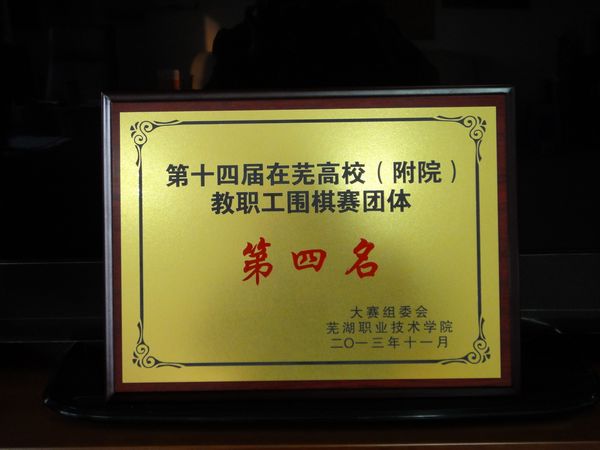 第十四届在芜高校（附院）
教职工围棋赛团体
第四名
大赛组委会
芜湖职业技术学院
二〇一三年十一月